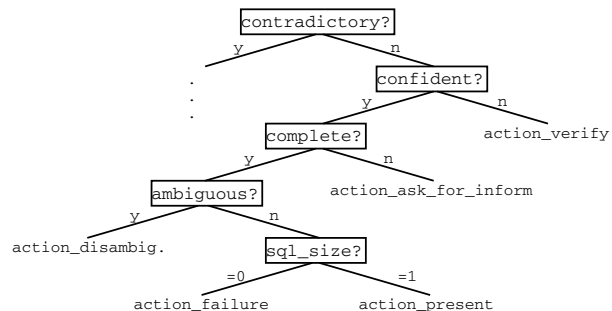 contradictory?
y n
.
.
.
confident?
y n
complete?
action_verify
y n
ambiguous?
action_ask_for_inform
y n
action_disambig.
sql_size?
=0 =1
action_failure action_present